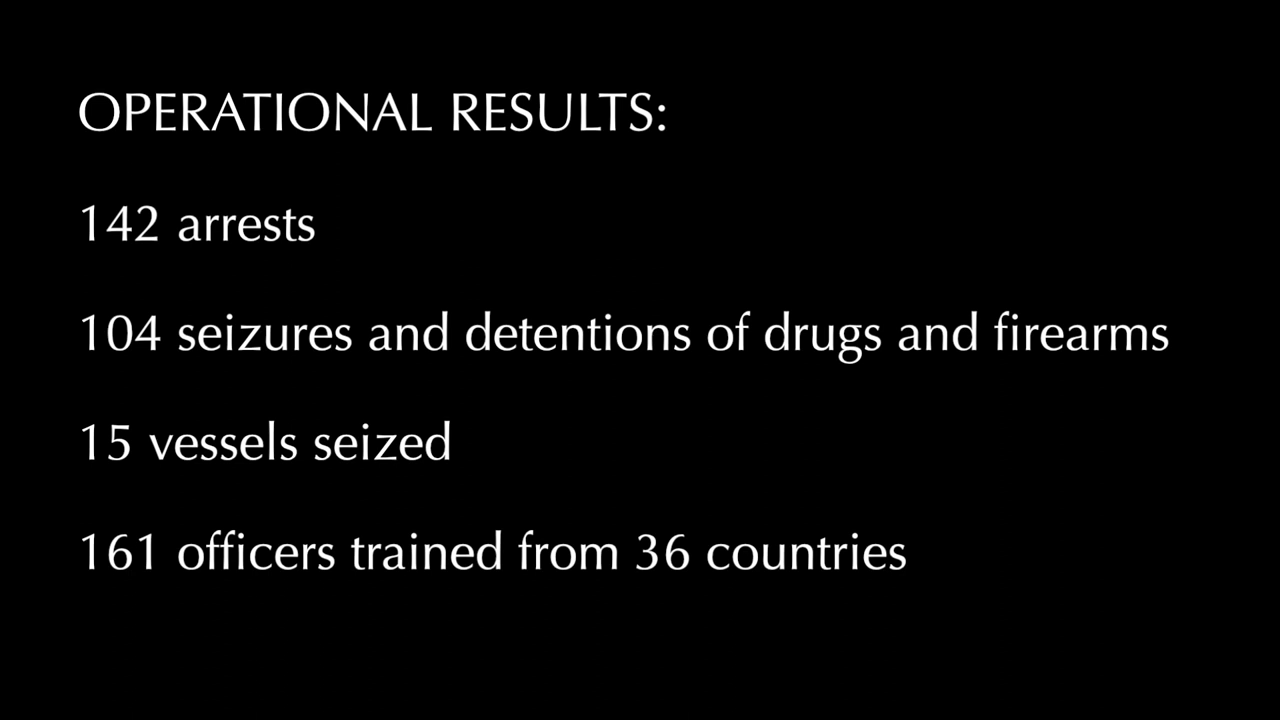 OPERATIONAL RESULTS:
142 arrests
104 seizures and detentions of drugs and firearms
15 vessels seized
161 officers trained from 36 countries